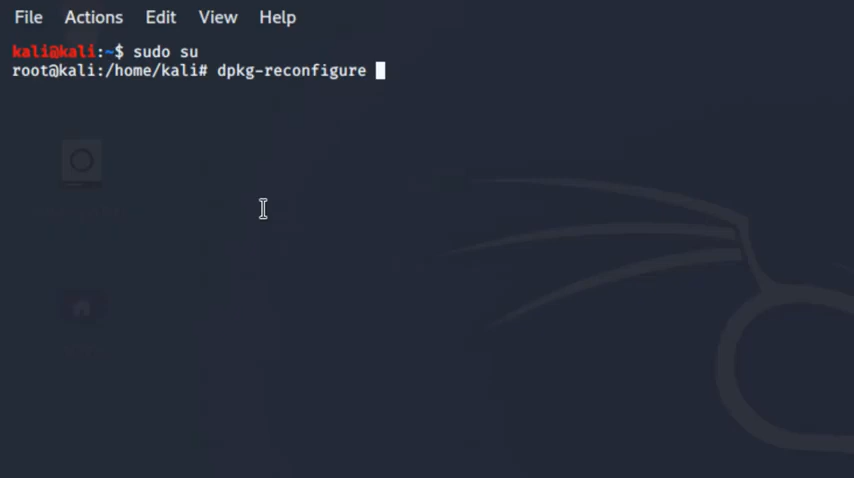 File Actions Edit View Help
kali@kali:~$ sudo su
root@kali:/home/kali# dpkg-reconfigure